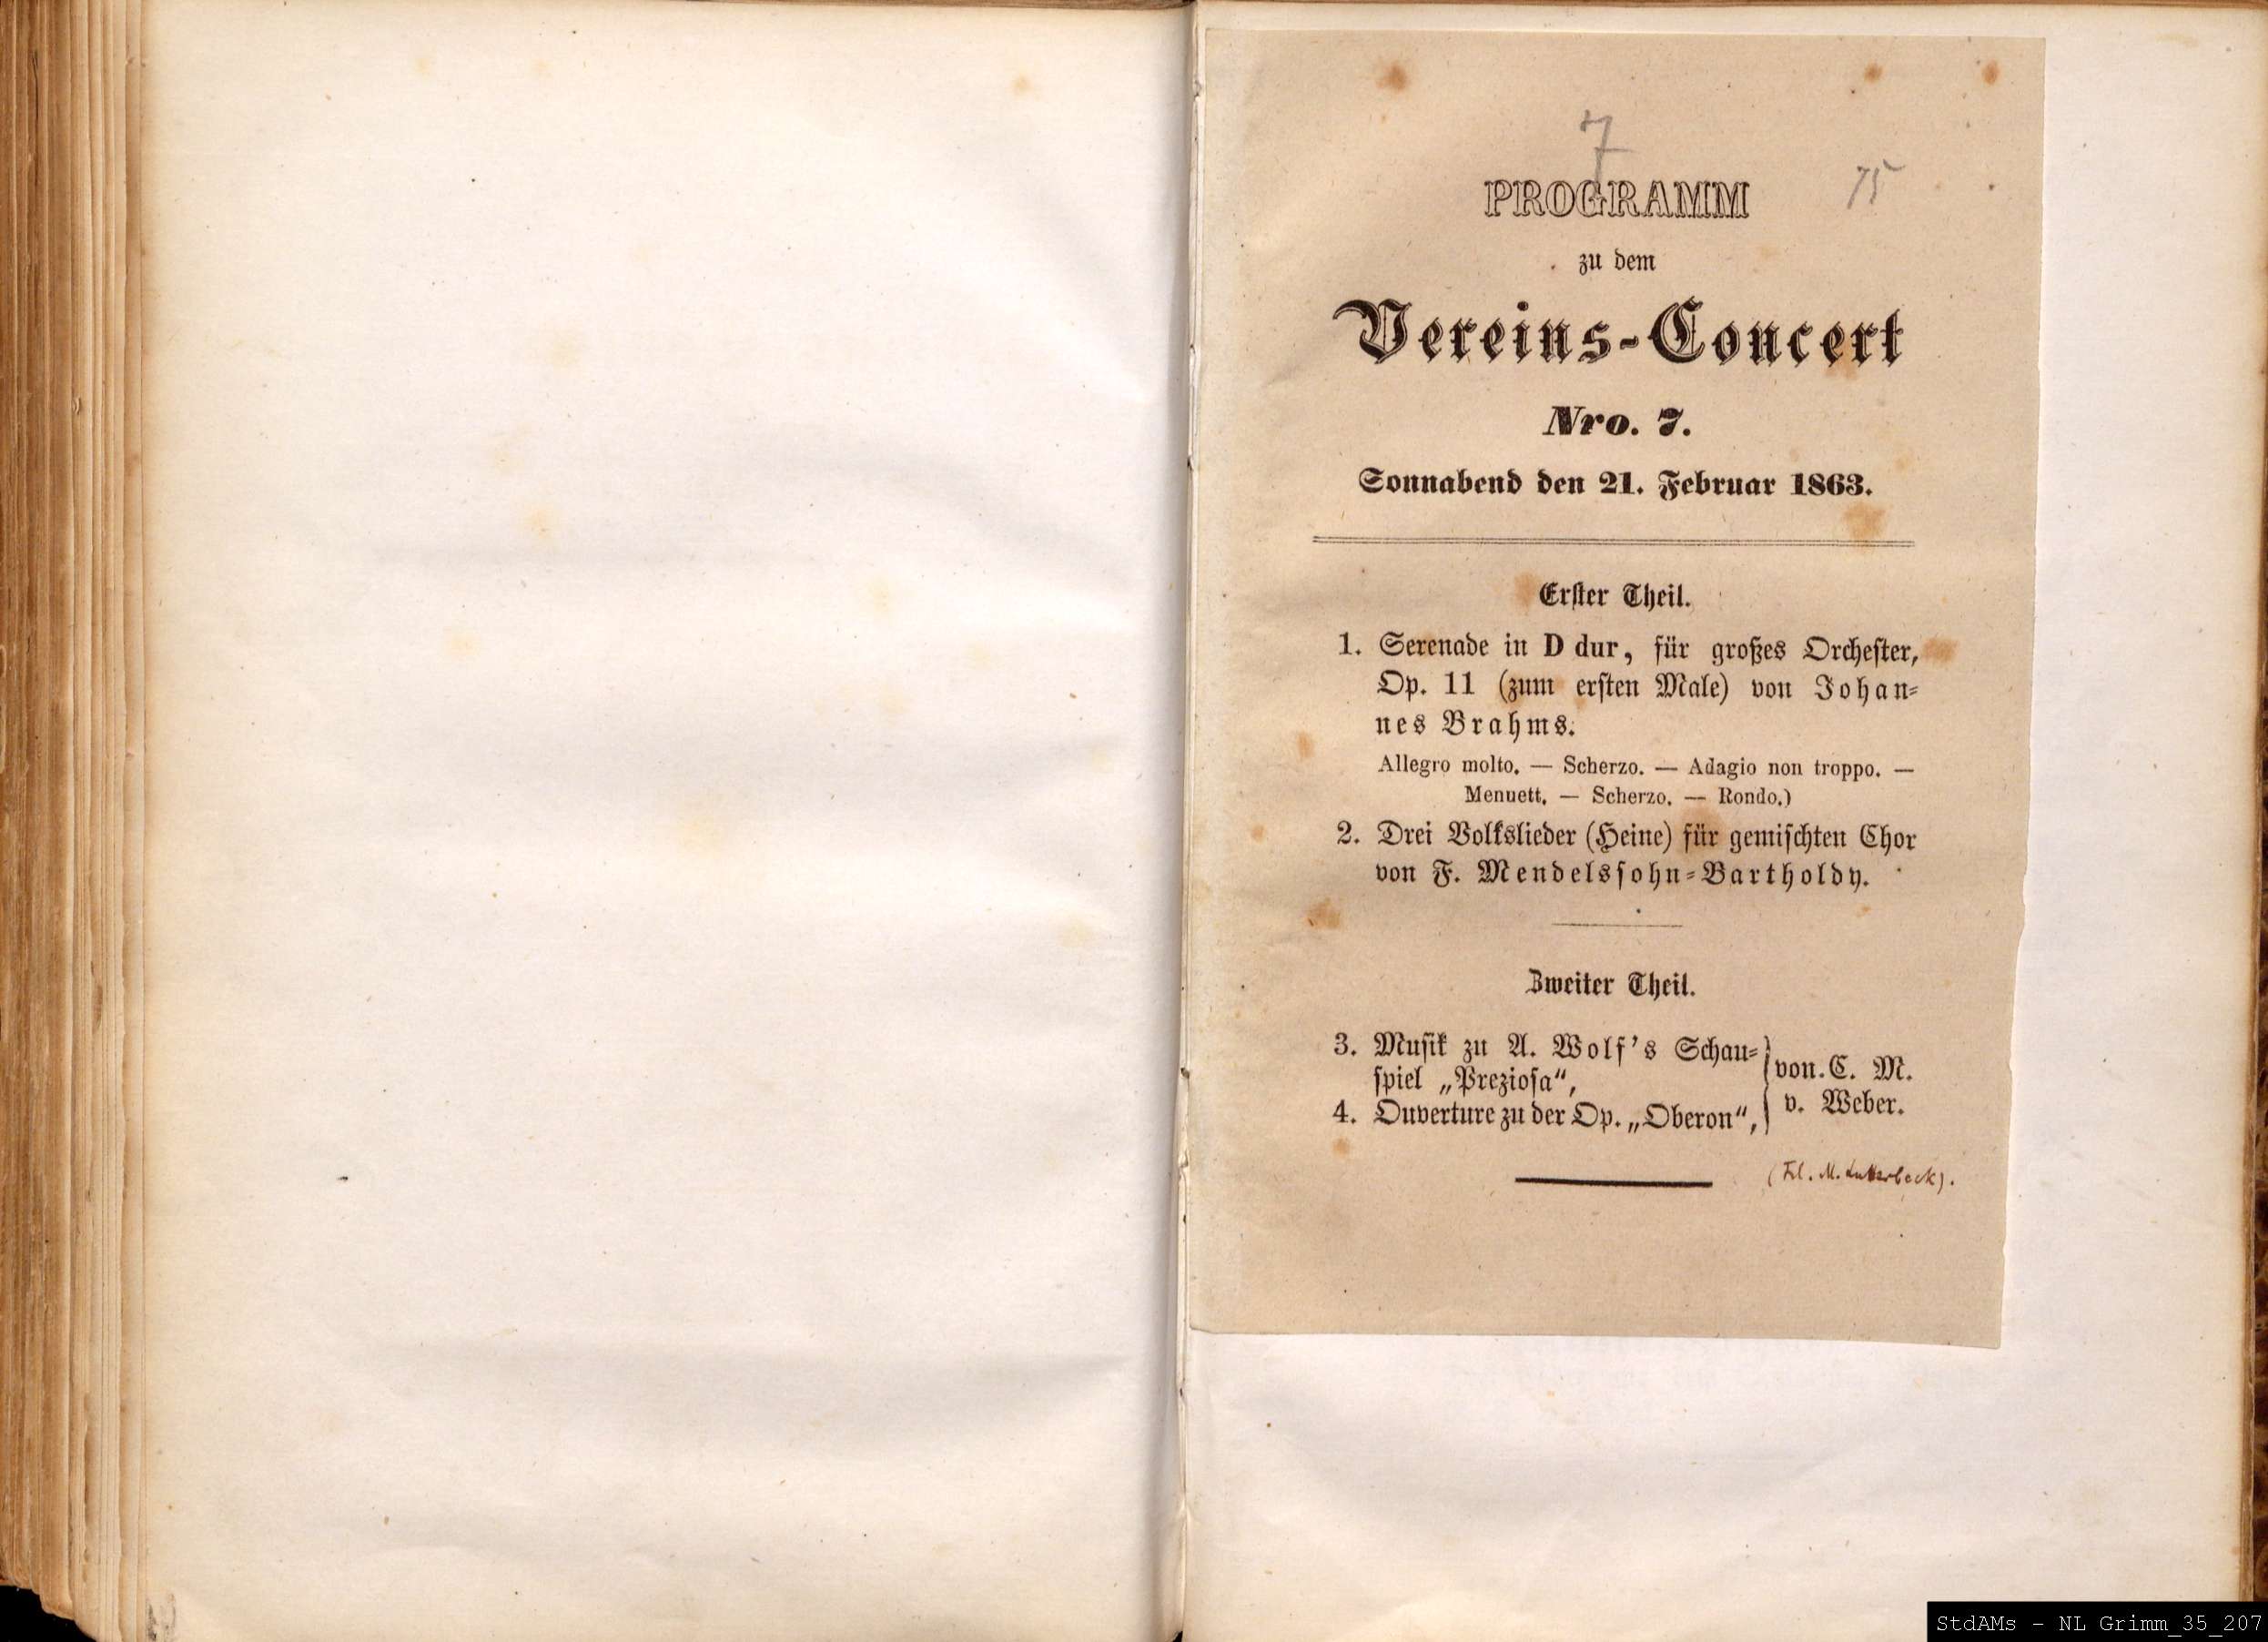 7
75
PROGRAMM
zu dem
Vereins-Concert
Nro. 7.
Sonnabend den 21. Februar 1863.
Erster Theil.
1. Serenade in D dur, für großes Orchester,
Op. 11 (zum ersten Male) von Johan-
nes Brahms.
Allegro molto. — Scherzo. — Adagio non troppo. —
Menuett. — Scherzo. — Rondo.)
2. Drei Volkslieder (Heine) für gemischten Chor
von F. Mendelssohn-Bartholdy.
Zweiter Theil.
3. Musik zu A. Wolf's Schau-
spiel „Preziosa“,
4. Ouverture zu der Op. „Oberon“,
von C. M.
v. Weber.
(Frl. M. Lutterbeck).
StdAMs - NL Grimm_35_207